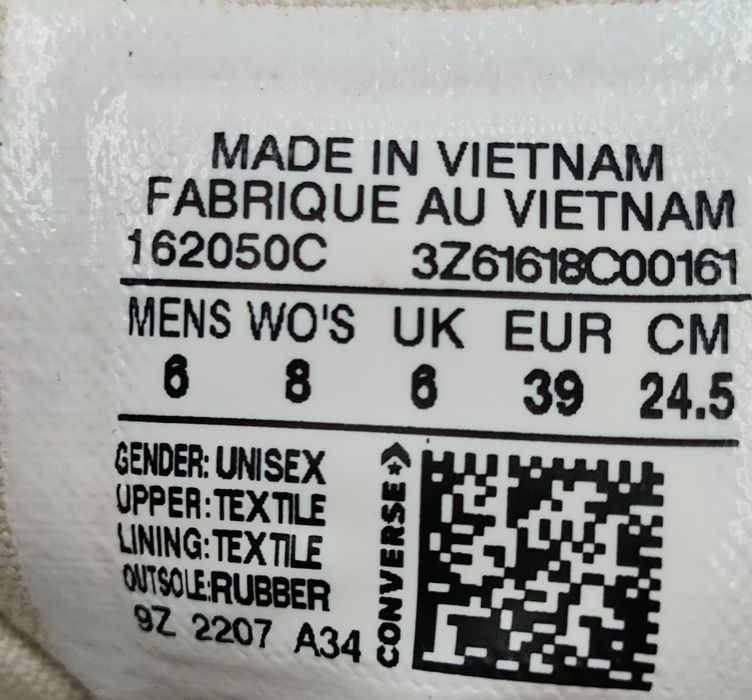 MADE IN VIETNAM
FABRIQUE AU VIETNAM
162050C 3Z61618C00161
MENS WO'S UK EUR CM
6 8 6 39 24.5
GENDER: UNISEX
UPPER: TEXTILE
LINING: TEXTILE
OUTSOLE: RUBBER
9Z 2207 A34
CONVERSE